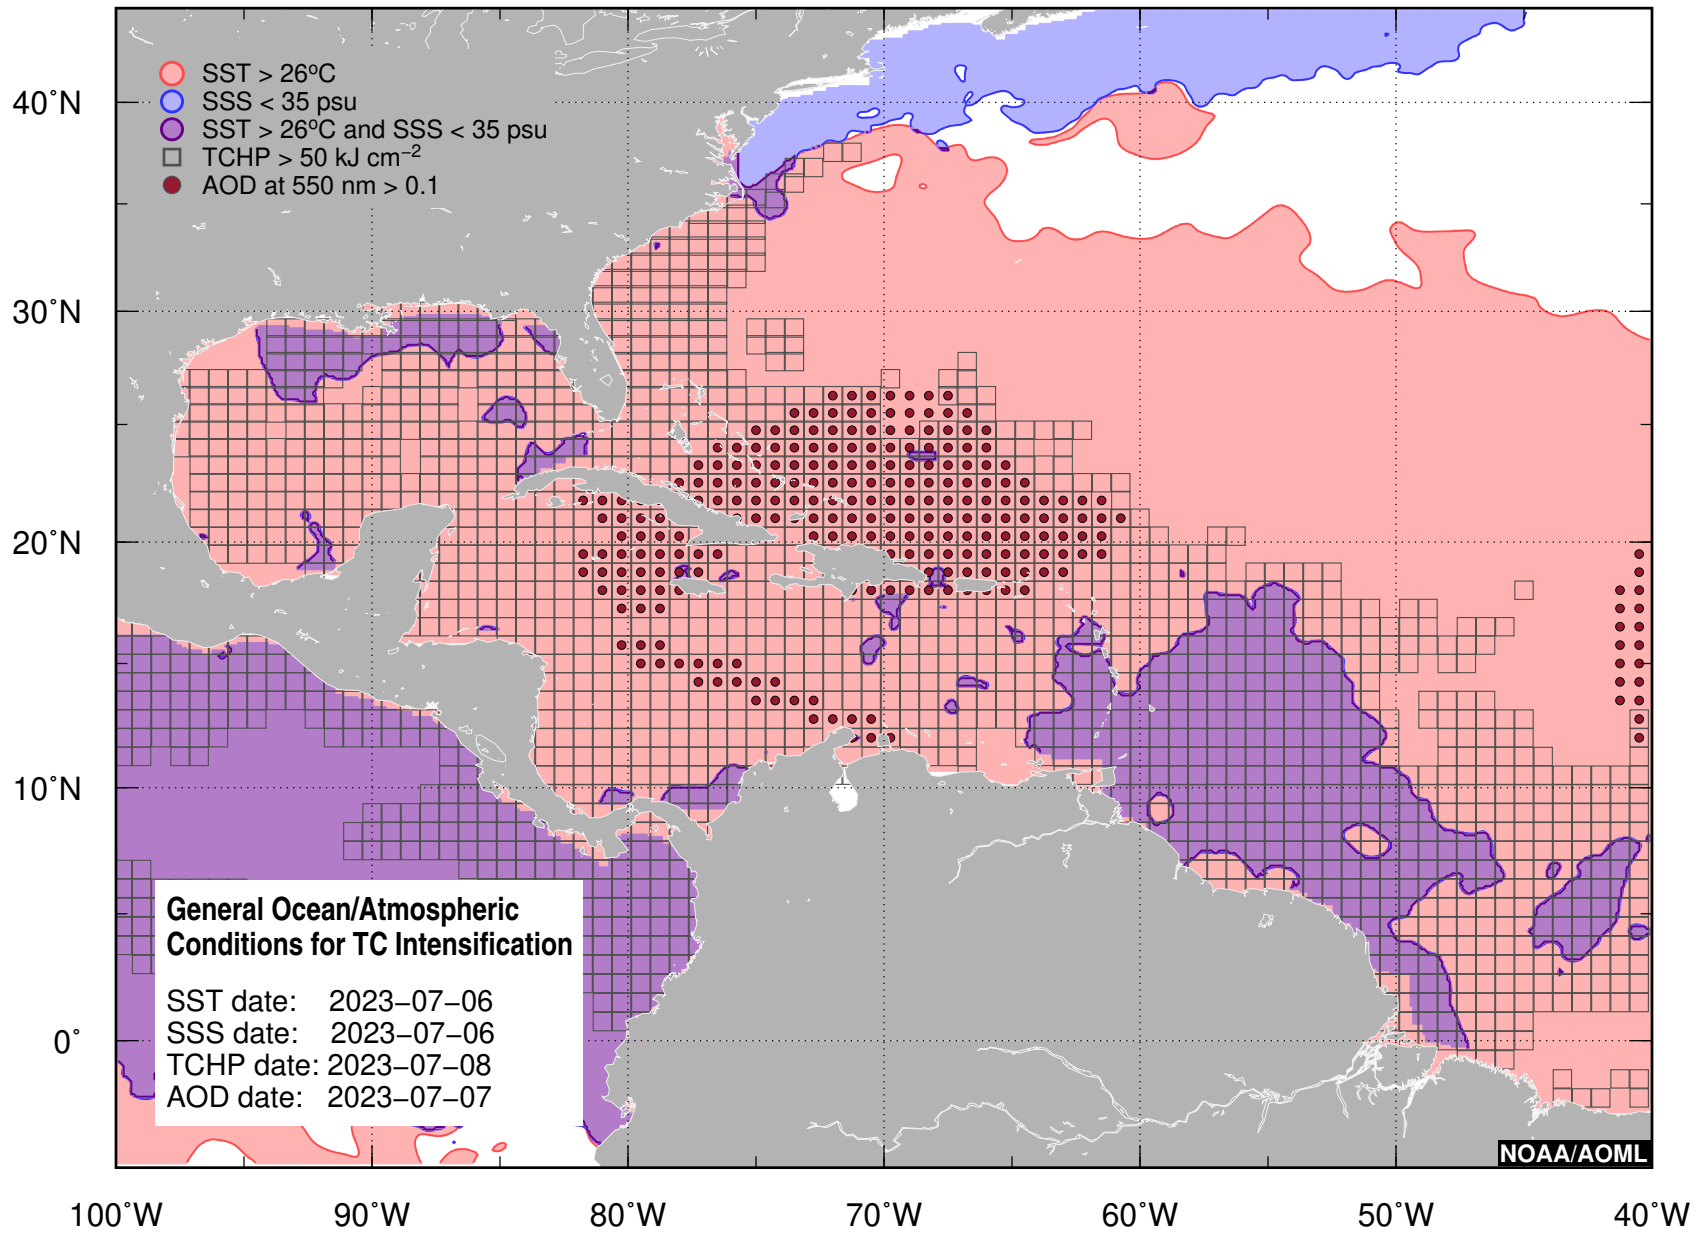 SST > 26ºC
SSS < 35 psu
SST > 26ºC and SSS < 35 psu
TCHP > 50 kJ cm⁻²
AOD at 550 nm > 0.1
40˚N
30˚N
20˚N
10˚N
0˚
General Ocean/Atmospheric
Conditions for TC Intensification
SST date: 2023−07−06
SSS date: 2023−07−06
TCHP date: 2023−07−08
AOD date: 2023−07−07
NOAA/AOML
100˚W 90˚W 80˚W 70˚W 60˚W 50˚W 40˚W